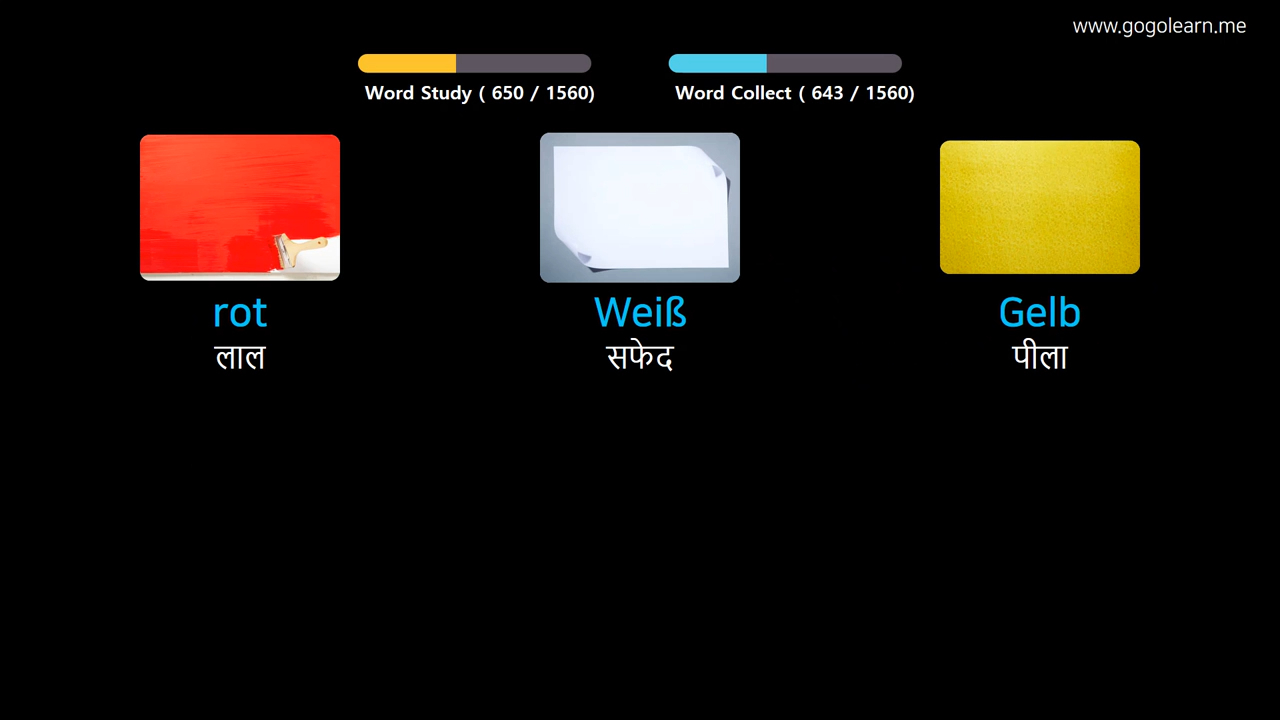 www.gogolearn.me
Word Study ( 650 / 1560)
Word Collect ( 643 / 1560)
rot
लाल
Weiß
सफेद
Gelb
पीला